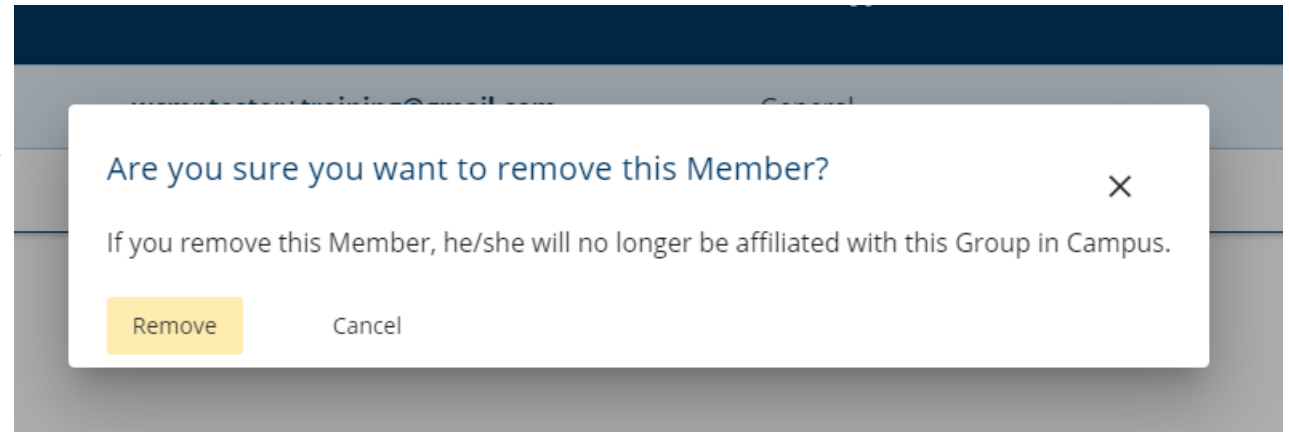 Are you sure you want to remove this Member?
If you remove this Member, he/she will no longer be affiliated with this Group in Campus.
Remove Cancel